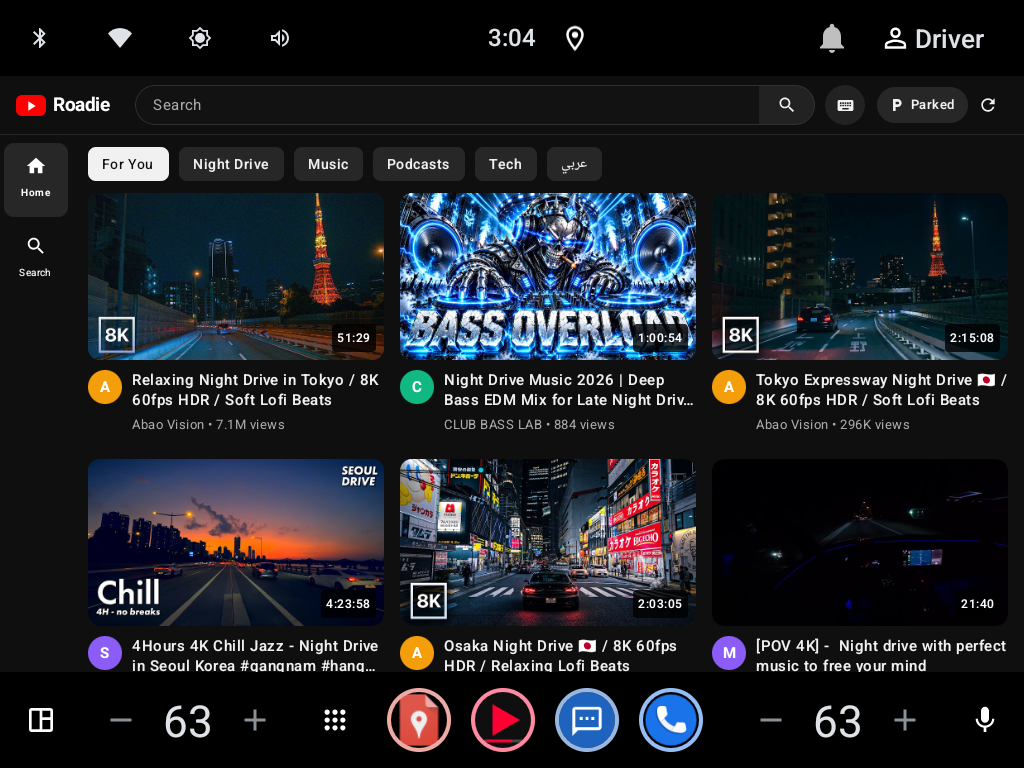 3:04
Driver
Roadie
Search
P Parked
For You
Night Drive
Music
Podcasts
Tech
عربي
Home
Search
8K
51:29
BASS OVERLOAD
1:00:54
8K
2:15:08
A
Relaxing Night Drive in Tokyo / 8K
60fps HDR / Soft Lofi Beats
Abao Vision • 7.1M views
C
Night Drive Music 2026 | Deep
Bass EDM Mix for Late Night Driv…
CLUB BASS LAB • 884 views
A
Tokyo Expressway Night Drive 🇯🇵 /
8K 60fps HDR / Soft Lofi Beats
Abao Vision • 296K views
SEOUL
DRIVE
Chill
4H - no breaks
4:23:58
カラオケ
BIGECHO
8K
2:03:05
21:40
S
4Hours 4K Chill Jazz - Night Drive
in Seoul Korea #gangnam #hang…
A
Osaka Night Drive 🇯🇵 / 8K 60fps
HDR / Relaxing Lofi Beats
M
[POV 4K] -  Night drive with perfect
music to free your mind
63
63